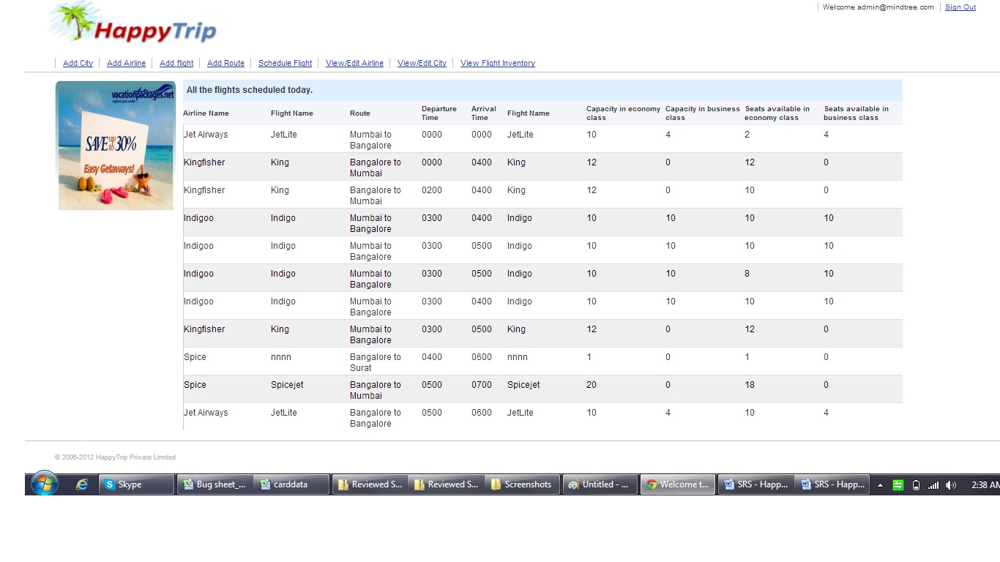 Welcome admin@mindtree.com Sign Out
HappyTrip
Add City Add Airline Add flight Add Route Schedule Flight View/Edit Airline View/Edit City View Flight Inventory
vacationpackages.net
SAVE up to 30%
Easy Getaways!
All the flights scheduled today.
Airline Name Flight Name Route Departure Time Arrival Time Flight Name Capacity in economy class Capacity in business class Seats available in economy class Seats available in business class
Jet Airways JetLite Mumbai to Bangalore 0000 0000 JetLite 10 4 2 4
Kingfisher King Bangalore to Mumbai 0000 0400 King 12 0 12 0
Kingfisher King Bangalore to Mumbai 0200 0400 King 12 0 10 0
Indigoo Indigo Mumbai to Bangalore 0300 0400 Indigo 10 10 10 10
Indigoo Indigo Mumbai to Bangalore 0300 0500 Indigo 10 10 10 10
Indigoo Indigo Mumbai to Bangalore 0300 0500 Indigo 10 10 8 10
Indigoo Indigo Mumbai to Bangalore 0300 0400 Indigo 10 10 10 10
Kingfisher King Mumbai to Bangalore 0300 0500 King 12 0 12 0
Spice nnnn Bangalore to Surat 0400 0600 nnnn 1 0 1 0
Spice Spicejet Bangalore to Mumbai 0500 0700 Spicejet 20 0 18 0
Jet Airways JetLite Bangalore to Bangalore 0500 0600 JetLite 10 4 10 4
© 2006-2012 HappyTrip Private Limited
Skype Bug sheet_... carddata Reviewed S... Reviewed S... Screenshots Untitled - ... Welcome t... SRS - Happ... SRS - Happ... 2:38 AM